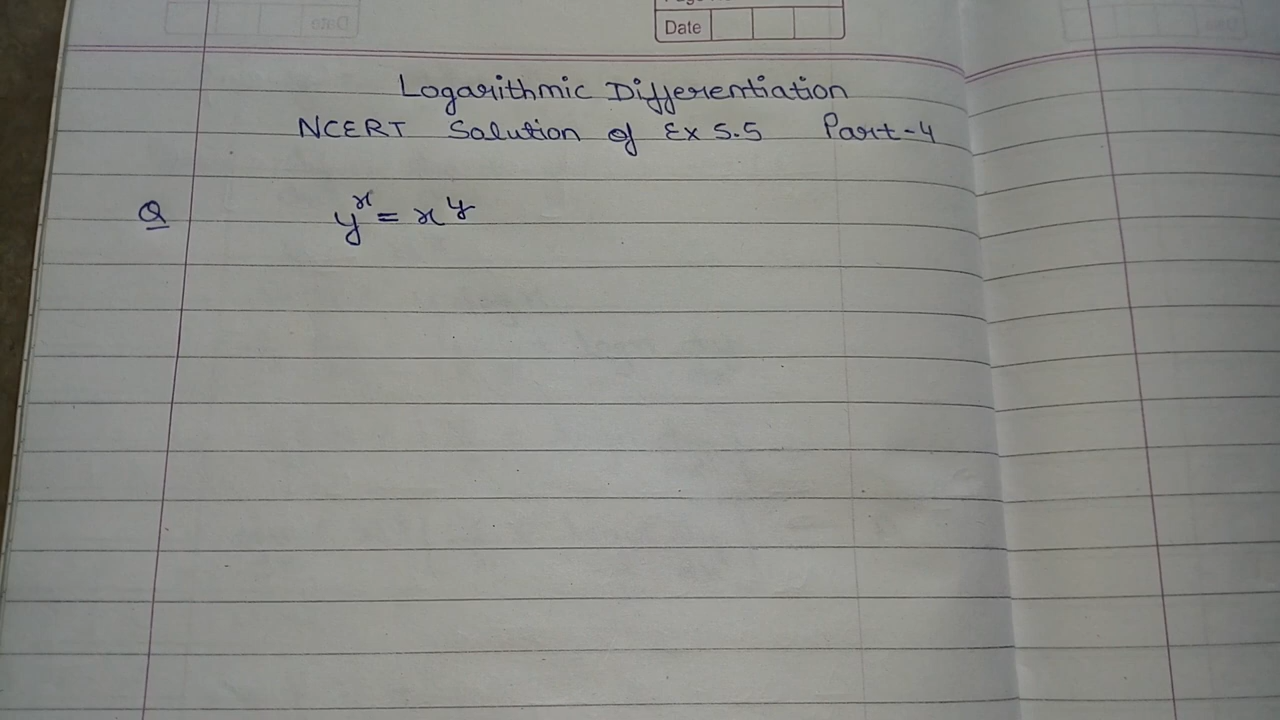 Date
Logarithmic Differentiation
NCERT Solution of Ex 5.5 Part-4
Q y^x = x^y